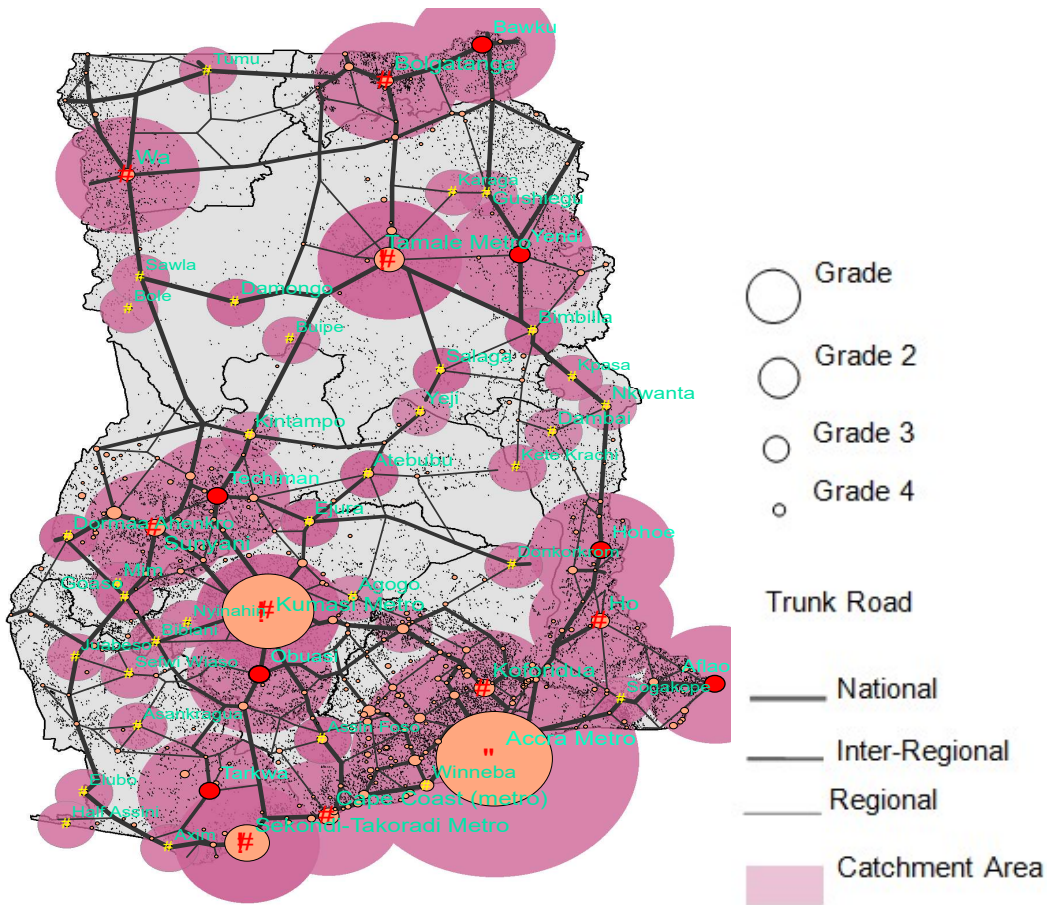 Bawku
Tumu
Bolgatanga
Wa
Karaga
Gushiegu
Tamale Metro
Yendi
Sawla
Damongo
Bole
Buipe
Bimbilla
Salaga
Kpasa
Yeji
Nkwanta
Kintampo
Dambai
Atebubu
Kete Krachi
Techiman
Ejura
Dormaa Ahenkro
Sunyani
Hohoe
Donkorkrom
Mim
Goaso
Agogo
Nyinahin
Kumasi Metro
Ho
Bibiani
Juaboso
Sefwi Wiaso
Obuasi
Koforidua
Aflao
Sogakope
Asankragua
Assin Foso
Accra Metro
Elubo
Tarkwa
Winneba
Half Assini
Cape Coast (metro)
Axim
Sekondi-Takoradi Metro
Grade
Grade 2
Grade 3
Grade 4
Trunk Road
National
Inter-Regional
Regional
Catchment Area